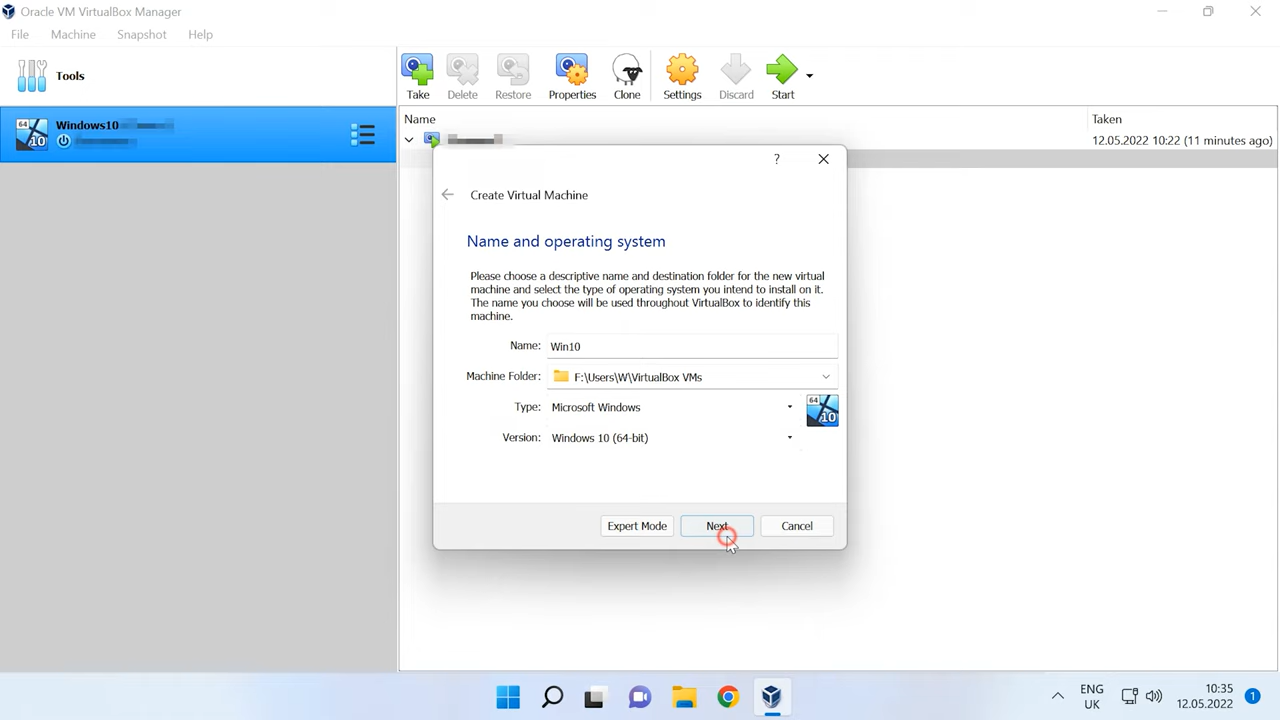 Oracle VM VirtualBox Manager
File Machine Snapshot Help
Tools
Take Delete Restore Properties Clone Settings Discard Start
64 10 Windows10
Name Taken
12.05.2022 10:22 (11 minutes ago)
?
Create Virtual Machine
Name and operating system
Please choose a descriptive name and destination folder for the new virtual
machine and select the type of operating system you intend to install on it.
The name you choose will be used throughout VirtualBox to identify this
machine.
Name: Win10
Machine Folder: F:\Users\W\VirtualBox VMs
Type: Microsoft Windows
64 10
Version: Windows 10 (64-bit)
Expert Mode Next Cancel
ENG
UK
10:35
12.05.2022
1